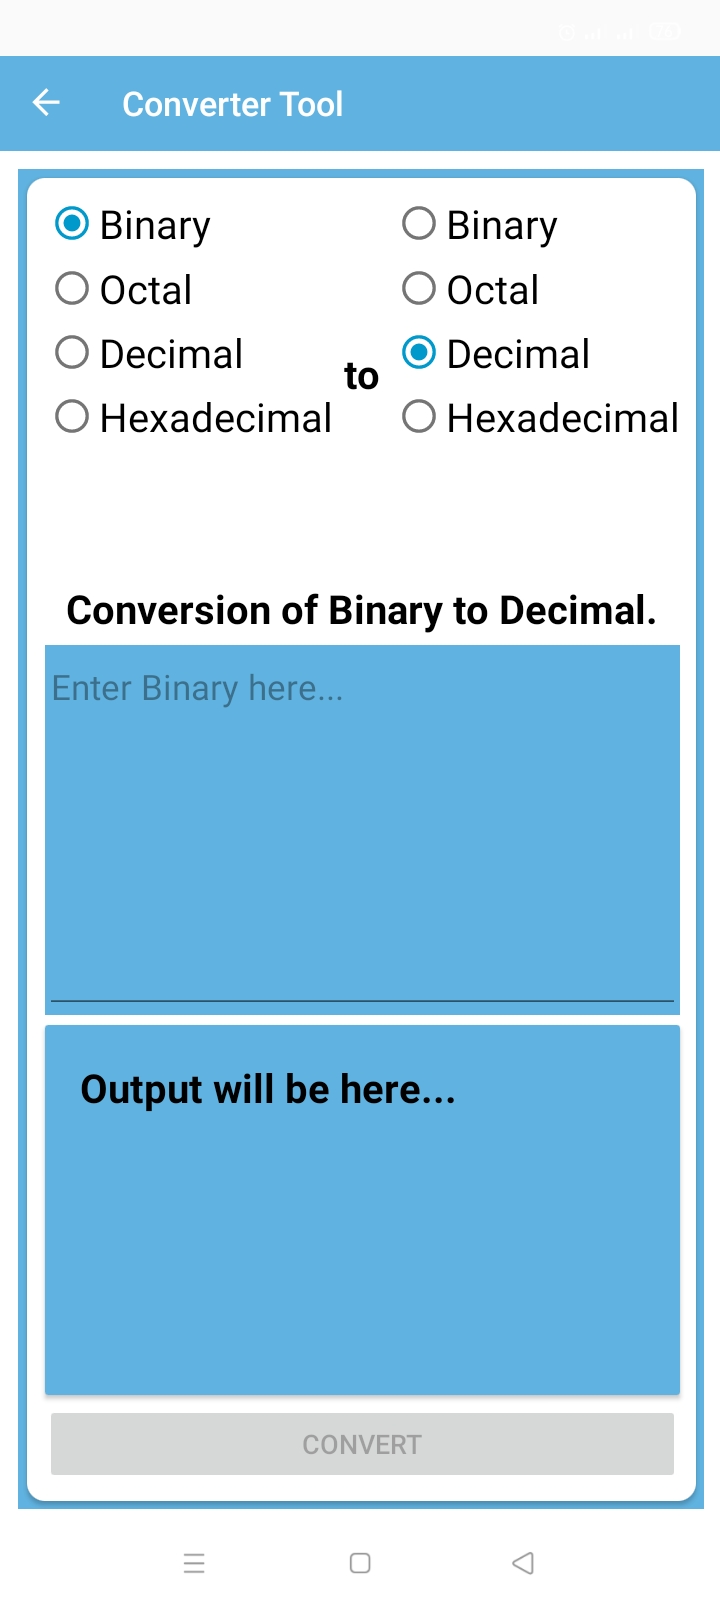 Converter Tool
Binary
Octal
Decimal
Hexadecimal
to
Binary
Octal
Decimal
Hexadecimal
Conversion of Binary to Decimal.
Enter Binary here...
Output will be here...
CONVERT